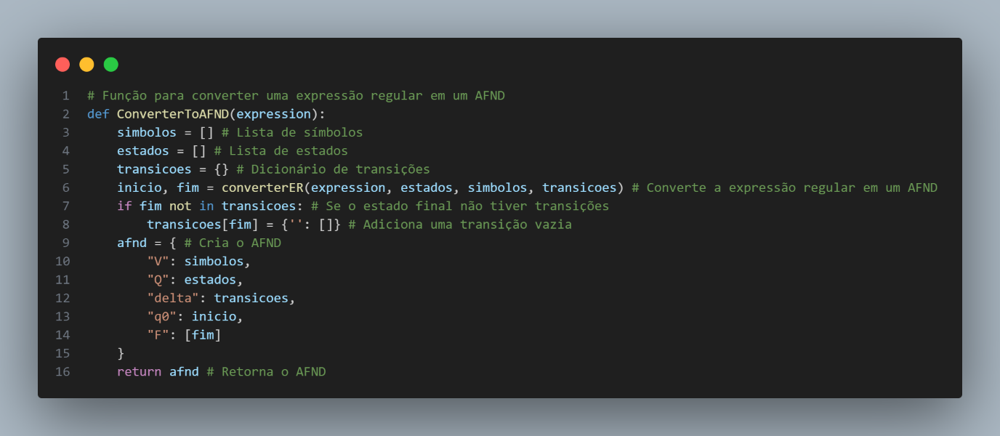 1 # Função para converter uma expressão regular em um AFND
2 def ConverterToAFND(expression):
3     simbolos = [] # Lista de símbolos
4     estados = [] # Lista de estados
5     transicoes = {} # Dicionário de transições
6     inicio, fim = converterER(expression, estados, simbolos, transicoes) # Converte a expressão regular em um AFND
7     if fim not in transicoes: # Se o estado final não tiver transições
8         transicoes[fim] = {'': []} # Adiciona uma transição vazia
9     afnd = { # Cria o AFND
10         "V": simbolos,
11         "Q": estados,
12         "delta": transicoes,
13         "q0": inicio,
14         "F": [fim]
15     }
16     return afnd # Retorna o AFND